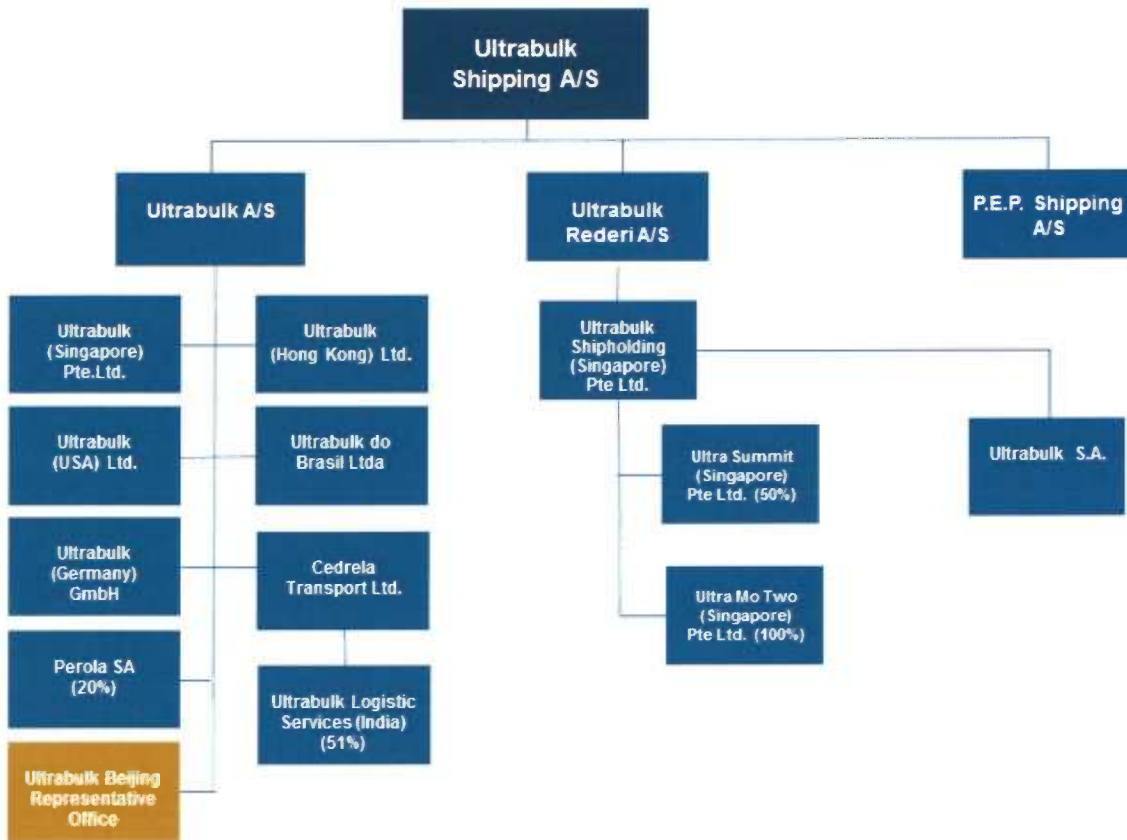 Ultrabulk
Shipping A/S
Ultrabulk A/S
Ultrabulk
Rederi A/S
P.E.P. Shipping
A/S
Ultrabulk
(Singapore)
Pte.Ltd.
Ultrabulk
(Hong Kong) Ltd.
Ultrabulk
Shipholding
(Singapore)
Pte Ltd.
Ultrabulk
(USA) Ltd.
Ultrabulk do
Brasil Ltda
Ultra Summit
(Singapore)
Pte Ltd. (50%)
Ultrabulk S.A.
Ultrabulk
(Germany)
GmbH
Cedrela
Transport Ltd.
Ultra Mo Two
(Singapore)
Pte Ltd. (100%)
Perola SA
(20%)
Ultrabulk Logistic
Services (India)
(51%)
Ultrabulk Beijing
Representative
Office